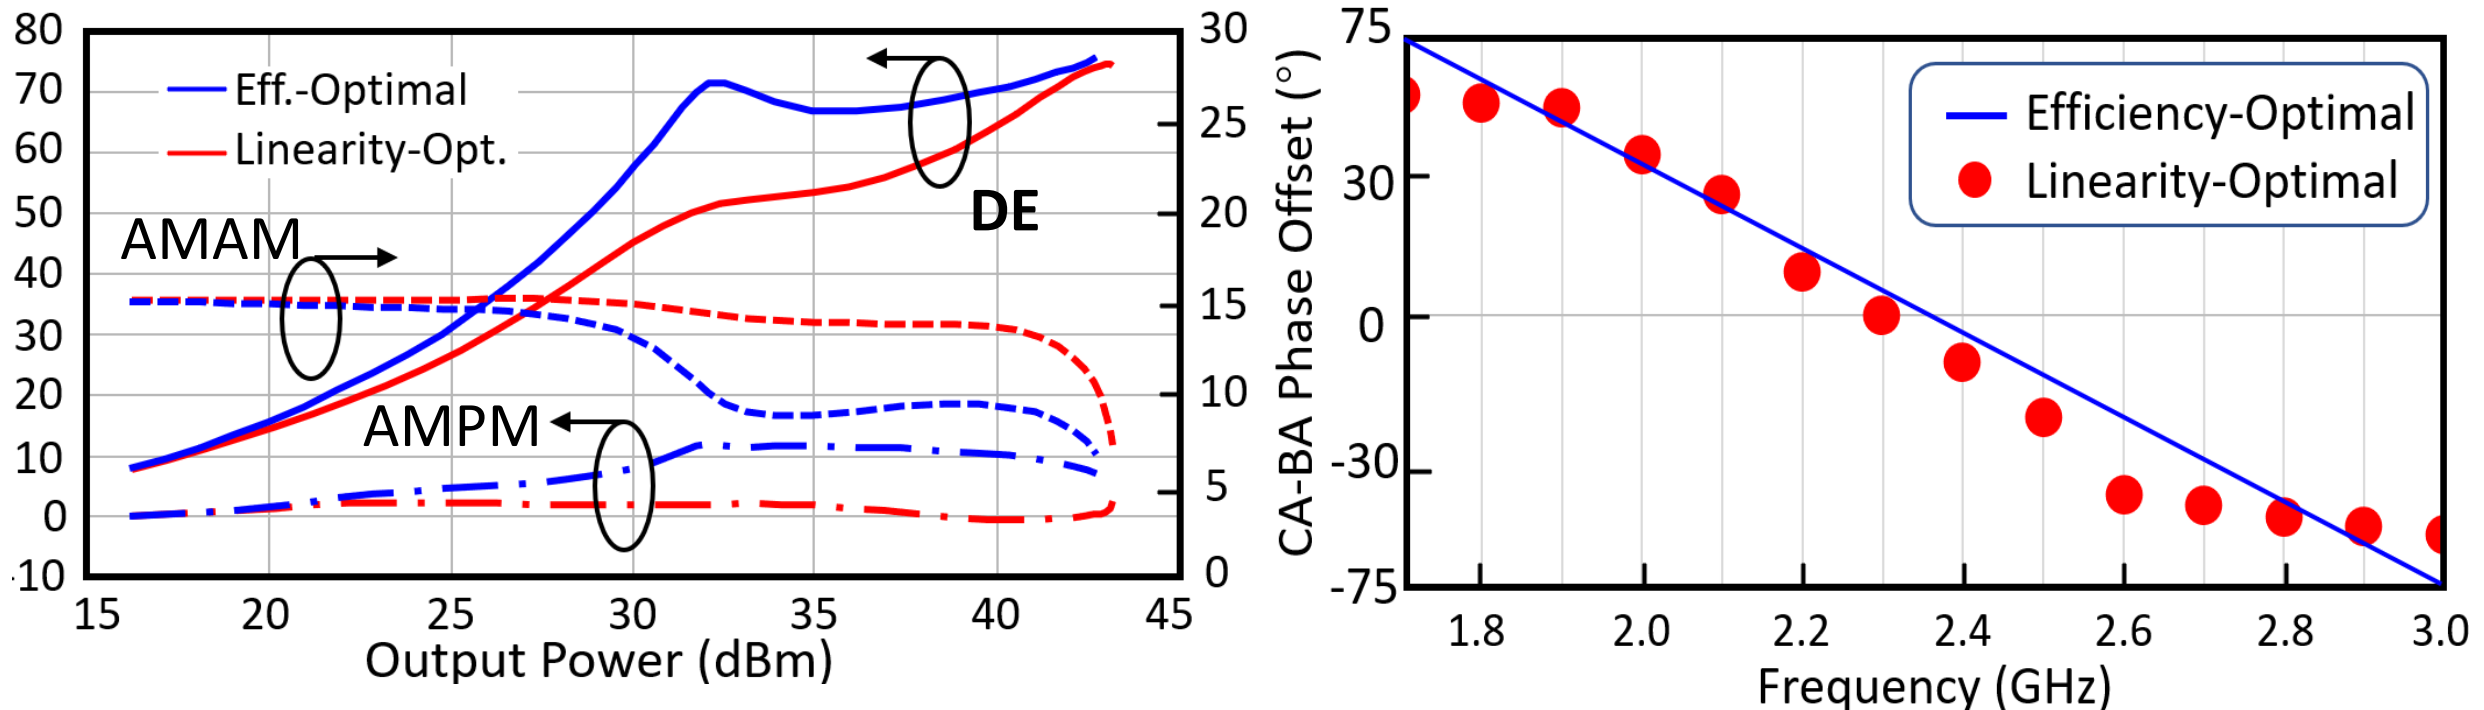 80
70
60
50
40
30
20
10
0
-10
30
25
20
15
10
5
0
Eff.-Optimal
Linearity-Opt.
AMAM
DE
AMPM
15 20 25 30 35 40 45
Output Power (dBm)
CA-BA Phase Offset (°)
75
30
0
-30
-75
Efficiency-Optimal
Linearity-Optimal
1.8 2.0 2.2 2.4 2.6 2.8 3.0
Frequency (GHz)